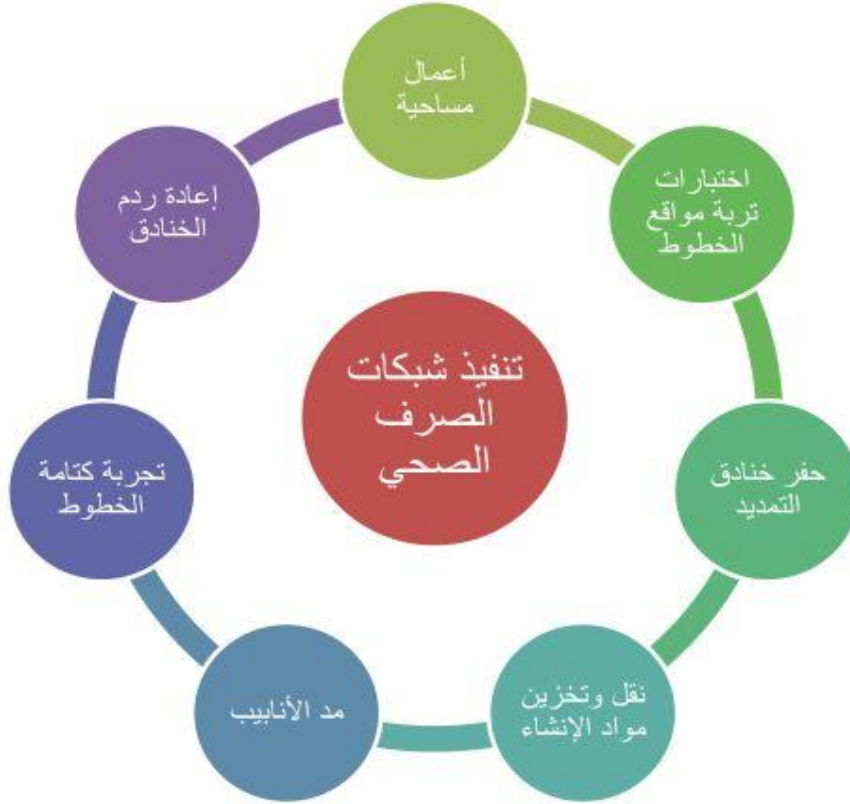 أعمال
مساحية
اختبارات
تربة مواقع
الخطوط
حفر خنادق
التمديد
نقل وتخزين
مواد الإنشاء
مد الأنابيب
تجربة كتامة
الخطوط
إعادة ردم
الخنادق
تنفيذ شبكات
الصرف
الصحي